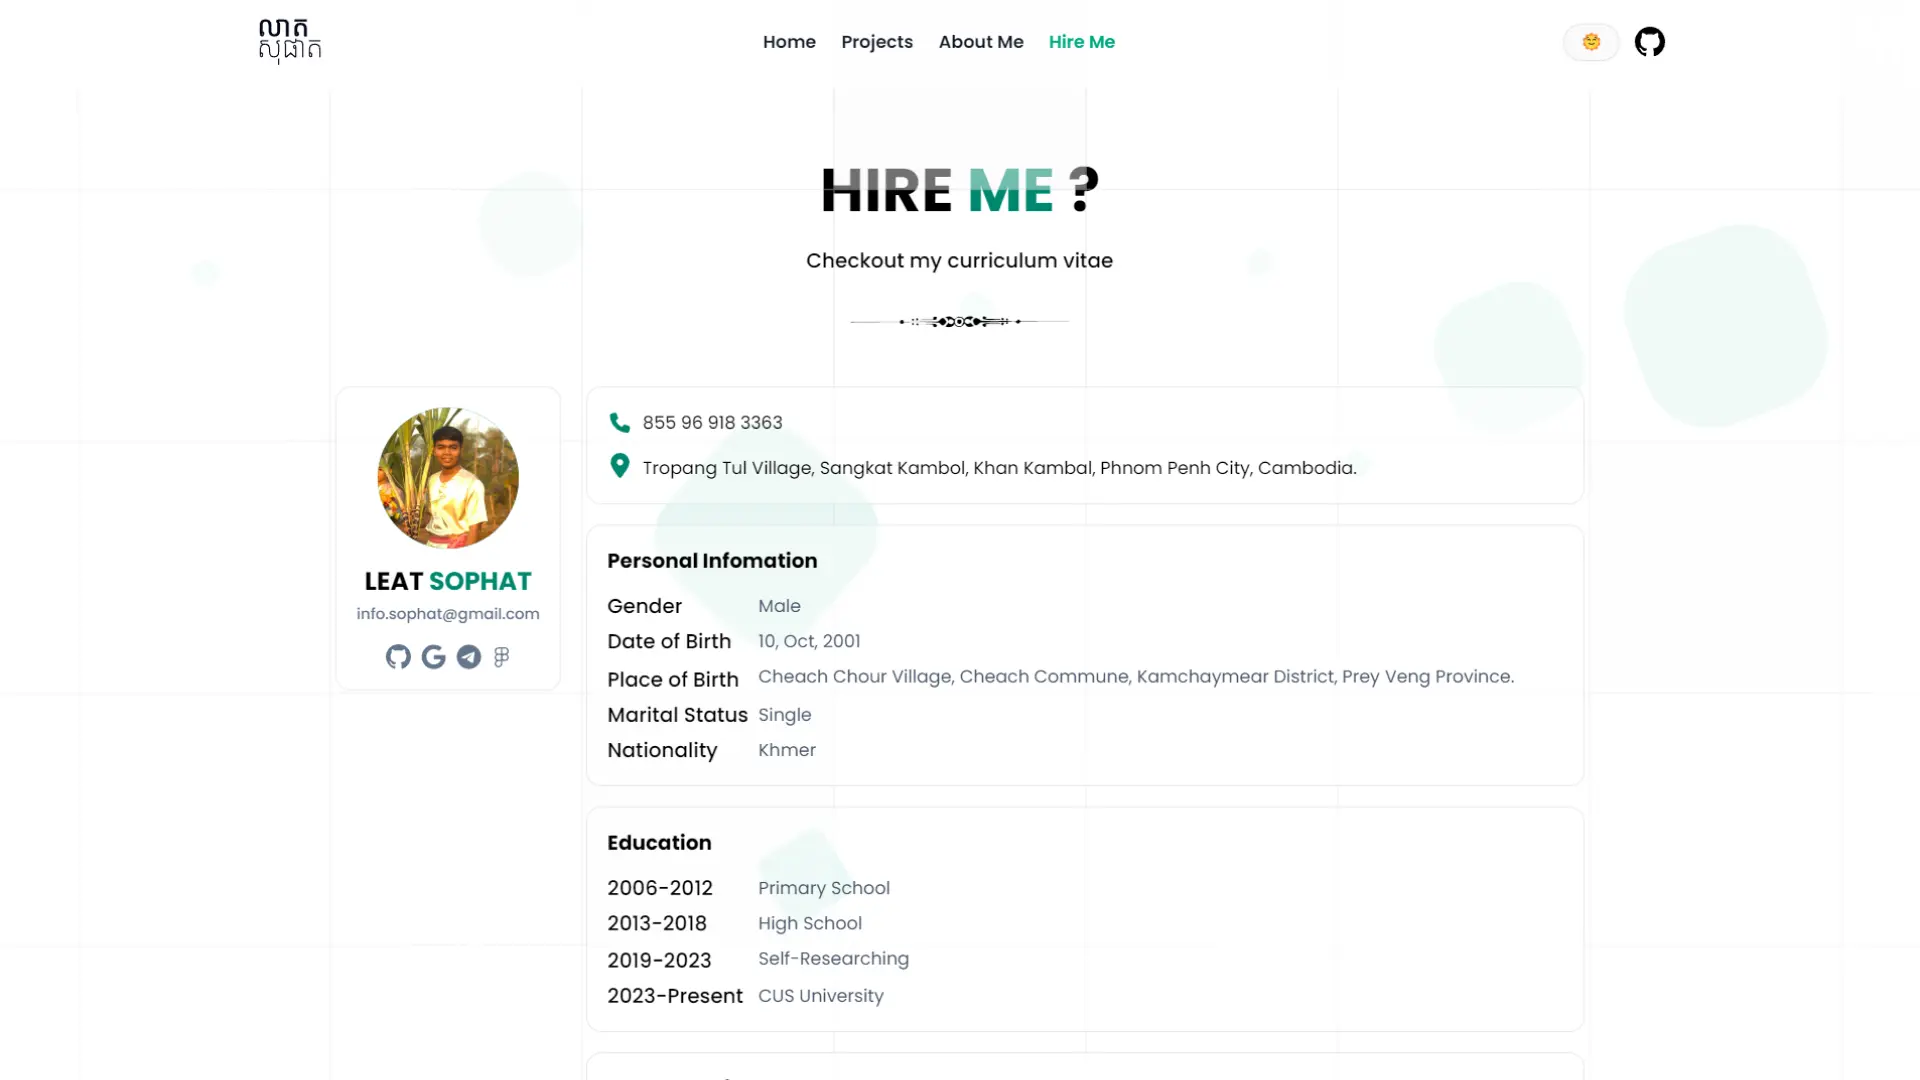 លាត
សុផាត
Home Projects About Me Hire Me
HIRE ME ?
Checkout my curriculum vitae
LEAT SOPHAT
info.sophat@gmail.com
855 96 918 3363
Tropang Tul Village, Sangkat Kambol, Khan Kambal, Phnom Penh City, Cambodia.
Personal Infomation
Gender Male
Date of Birth 10, Oct, 2001
Place of Birth Cheach Chour Village, Cheach Commune, Kamchaymear District, Prey Veng Province.
Marital Status Single
Nationality Khmer
Education
2006-2012 Primary School
2013-2018 High School
2019-2023 Self-Researching
2023-Present CUS University